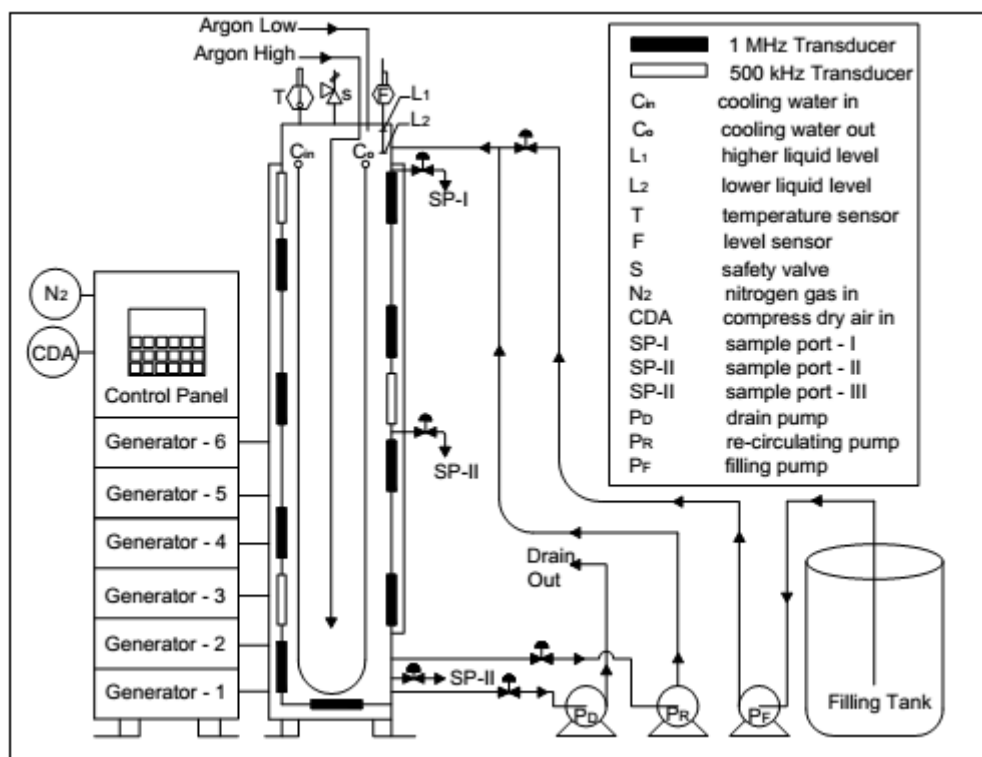 Argon Low
Argon High
T
S
F
L1
L2
Cin
Co
SP-I
SP-II
N2
CDA
Control Panel
Generator - 6
Generator - 5
Generator - 4
Generator - 3
Generator - 2
Generator - 1
SP-II
Drain
Out
PD
PR
PF
Filling Tank
1 MHz Transducer
500 kHz Transducer
Cin cooling water in
Co cooling water out
L1 higher liquid level
L2 lower liquid level
T temperature sensor
F level sensor
S safety valve
N2 nitrogen gas in
CDA compress dry air in
SP-I sample port - I
SP-II sample port - II
SP-II sample port - III
PD drain pump
PR re-circulating pump
PF filling pump